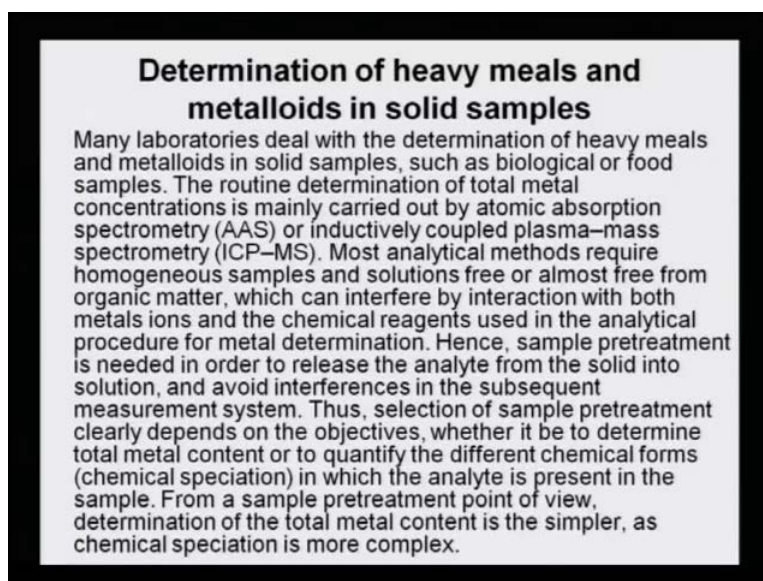 Determination of heavy meals and
metalloids in solid samples
Many laboratories deal with the determination of heavy meals
and metalloids in solid samples, such as biological or food
samples. The routine determination of total metal
concentrations is mainly carried out by atomic absorption
spectrometry (AAS) or inductively coupled plasma–mass
spectrometry (ICP–MS). Most analytical methods require
homogeneous samples and solutions free or almost free from
organic matter, which can interfere by interaction with both
metals ions and the chemical reagents used in the analytical
procedure for metal determination. Hence, sample pretreatment
is needed in order to release the analyte from the solid into
solution, and avoid interferences in the subsequent
measurement system. Thus, selection of sample pretreatment
clearly depends on the objectives, whether it be to determine
total metal content or to quantify the different chemical forms
(chemical speciation) in which the analyte is present in the
sample. From a sample pretreatment point of view,
determination of the total metal content is the simpler, as
chemical speciation is more complex.